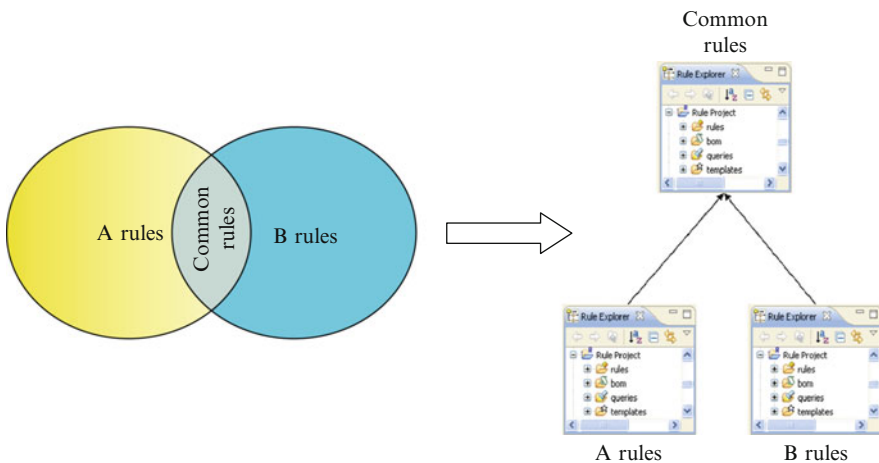 Common
rules
Rule Explorer
Rule Project
rules
bom
queries
templates
A rules
Common
rules
B rules
Rule Explorer
Rule Project
rules
bom
queries
templates
A rules
Rule Explorer
Rule Project
rules
bom
queries
templates
B rules